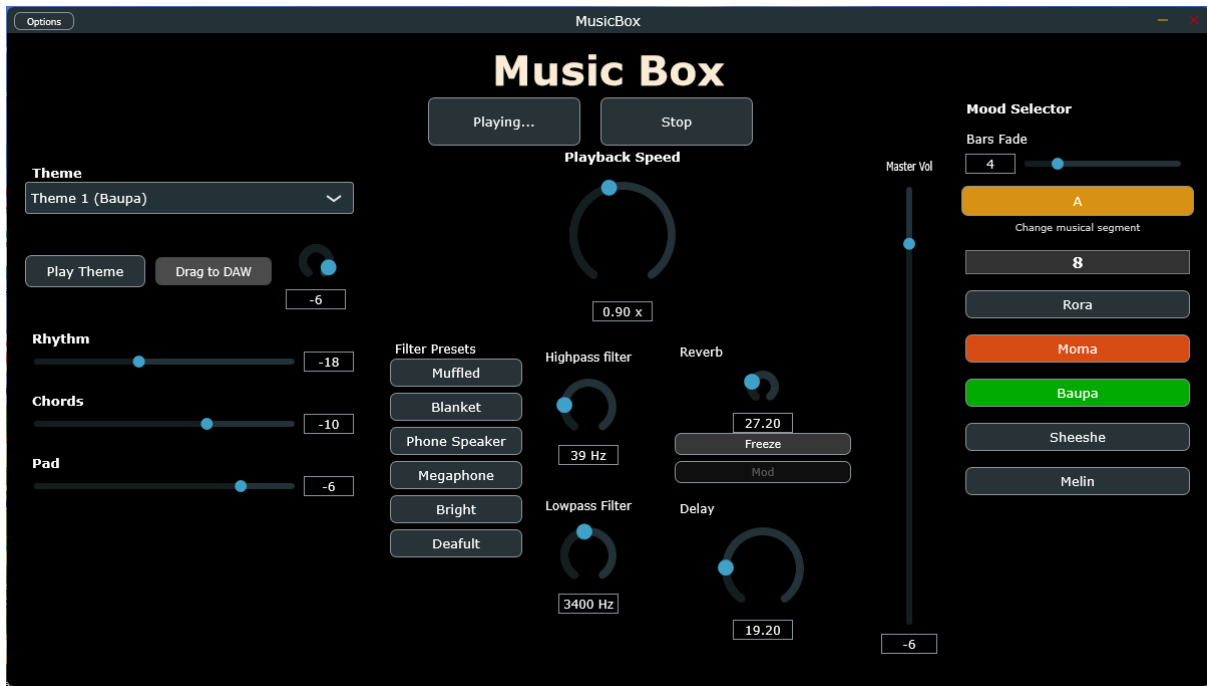 Options
MusicBox
Music Box
Playing...
Stop
Playback Speed
0.90 x
Theme
Theme 1 (Baupa)
Play Theme
Drag to DAW
-6
Rhythm
-18
Chords
-10
Pad
-6
Filter Presets
Muffled
Blanket
Phone Speaker
Megaphone
Bright
Deafult
Highpass filter
39 Hz
Lowpass Filter
3400 Hz
Reverb
27.20
Freeze
Mod
Delay
19.20
Master Vol
-6
Mood Selector
Bars Fade
4
A
Change musical segment
8
Rora
Moma
Baupa
Sheeshe
Melin